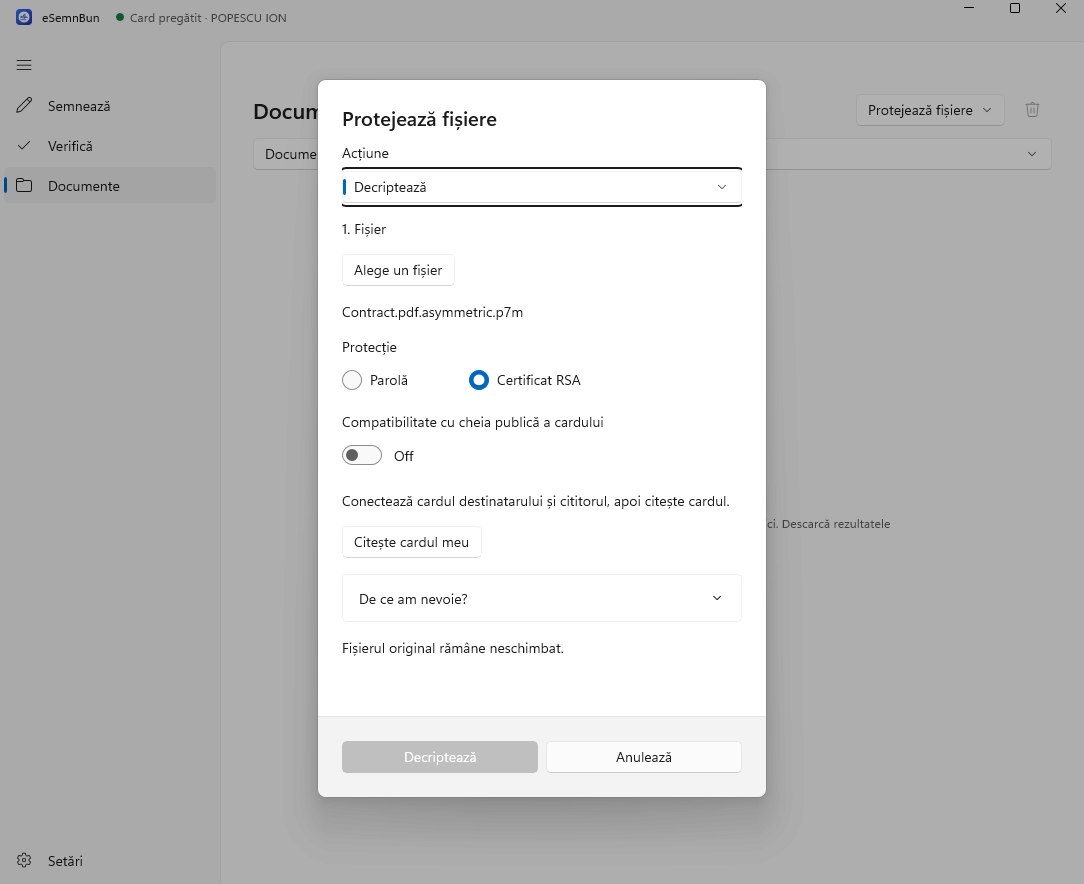 eSemnBun
Card pregătit · POPESCU ION
Semnează
Verifică
Documente
Setări
Protejează fișiere
Protejează fișiere
Acțiune
Decriptează
1. Fișier
Alege un fișier
Contract.pdf.asymmetric.p7m
Protecție
Parolă
Certificat RSA
Compatibilitate cu cheia publică a cardului
Off
Conectează cardul destinatarului și cititorul, apoi citește cardul.
Citește cardul meu
De ce am nevoie?
Fișierul original rămâne neschimbat.
Decriptează
Anulează
Descarcă rezultatele